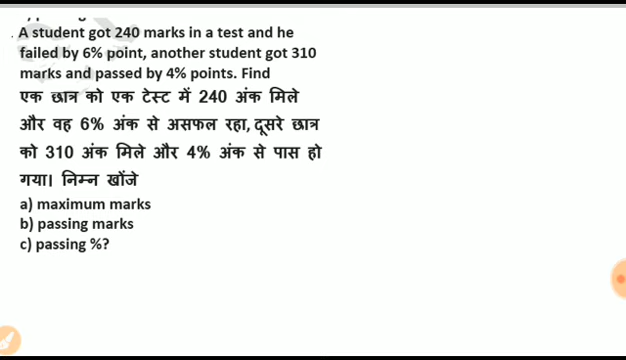 . A student got 240 marks in a test and he
failed by 6% point, another student got 310
marks and passed by 4% points. Find
एक छात्र को एक टेस्ट में 240 अंक मिले
और वह 6% अंक से असफल रहा, दूसरे छात्र
को 310 अंक मिले और 4% अंक से पास हो
गया। निम्न खोंजे
a) maximum marks
b) passing marks
c) passing %?